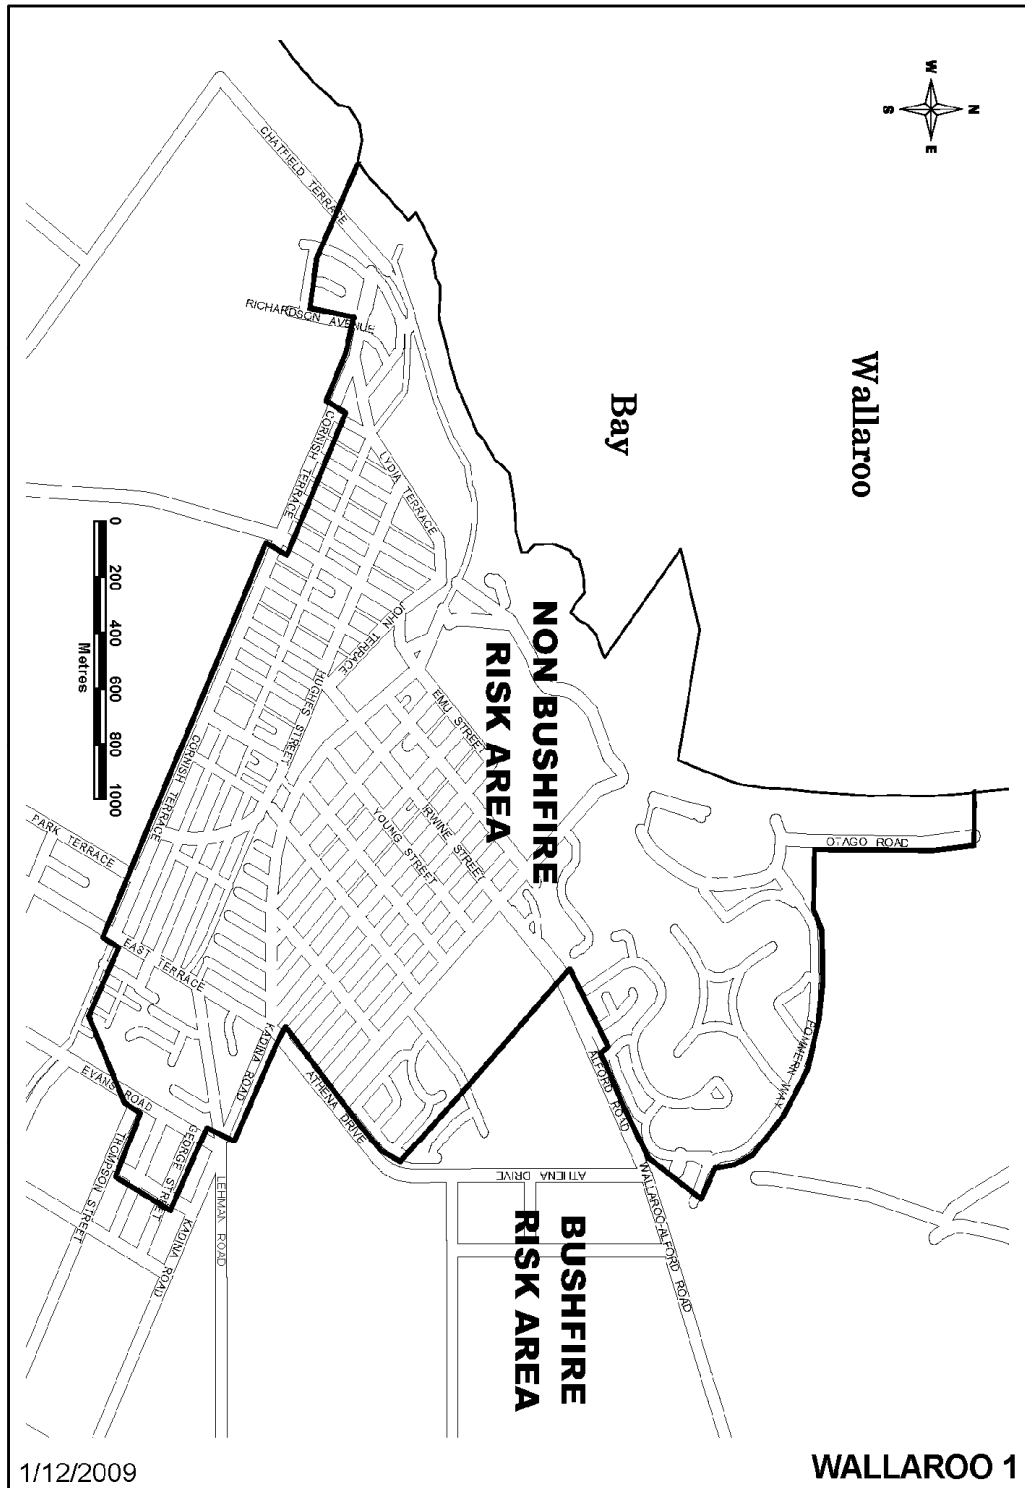 W
N
S
E
Wallaroo
Bay
CHATFIELD TERRACE
RICHARDSON AVENUE
CORNISH TERRACE
LYDIA TERRACE
JOHN TERRACE
HUGHES STREET
EMU STREET
IRWINE STREET
YOUNG STREET
NON BUSHFIRE
RISK AREA
0
200
400
600
800
1000
Metres
CORNISH TERRACE
PARK TERRACE
EAST TERRACE
OTAGO ROAD
POMMERN WAY
ALFORD ROAD
KADINA ROAD
ATHENA DRIVE
EVANS ROAD
GEORGE STREET
THOMPSON STREET
LEHMAN ROAD
KADINA ROAD
ATHENA DRIVE
WALLAROO-ALFORD ROAD
BUSHFIRE
RISK AREA
1/12/2009
WALLAROO 1